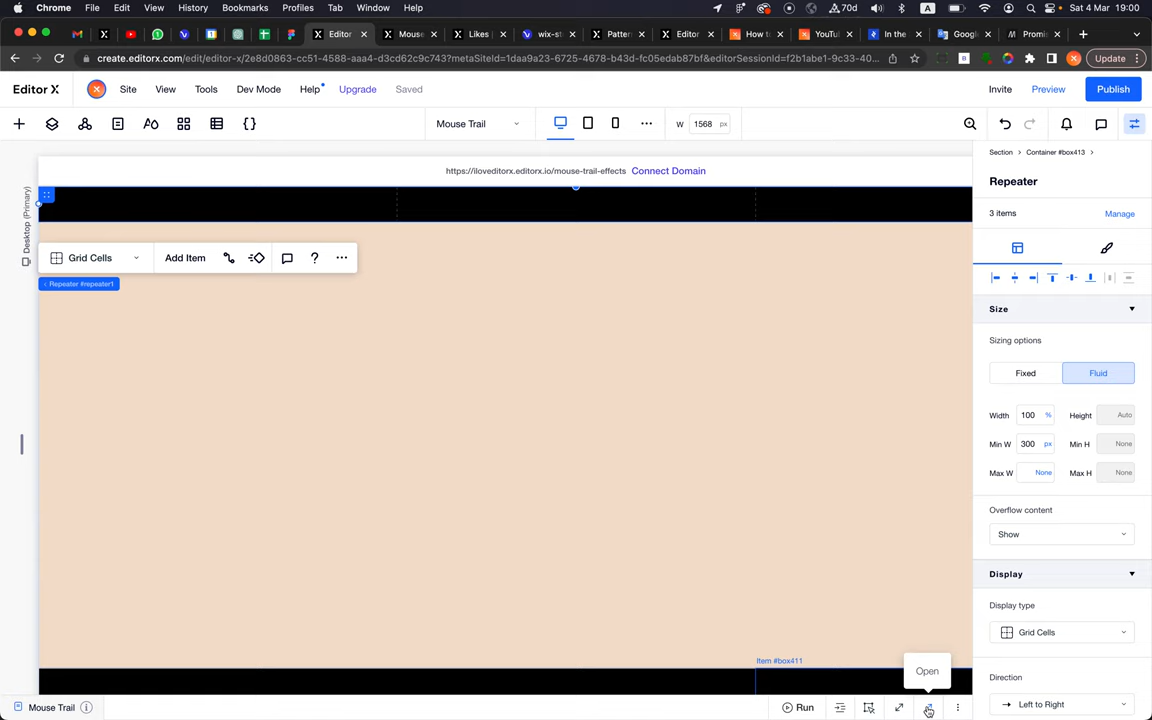 Chrome File Edit View History Bookmarks Profiles Tab Window Help 70d A Sat 4 Mar 19:00
Editor Mouse Likes wix-st Pattern Editor How to YouTu In the Googl Promis
create.editorx.com/edit/editor-x/2e8d0863-cc51-4588-aaa4-d3cd62c9c743?metaSiteId=1daa9a23-6725-4678-b43d-fc05edab87bf&editorSessionId=f2b1abe1-9c33-40... Update
Site View Tools Dev Mode Help Upgrade Saved Invite Preview Publish
Mouse Trail W 1568 px
https://iloveditorx.editorx.io/mouse-trail-effects Connect Domain
Section Container #box413
Repeater
3 items Manage
Desktop (Primary)
Grid Cells Add Item
Repeater #repeater1
Size
Sizing options
Fixed Fluid
Width 100 % Height Auto
Min W 300 px Min H None
Max W None Max H None
Overflow content
Show
Display
Display type
Grid Cells
Item #box411
Open
Direction
Left to Right
Mouse Trail Run